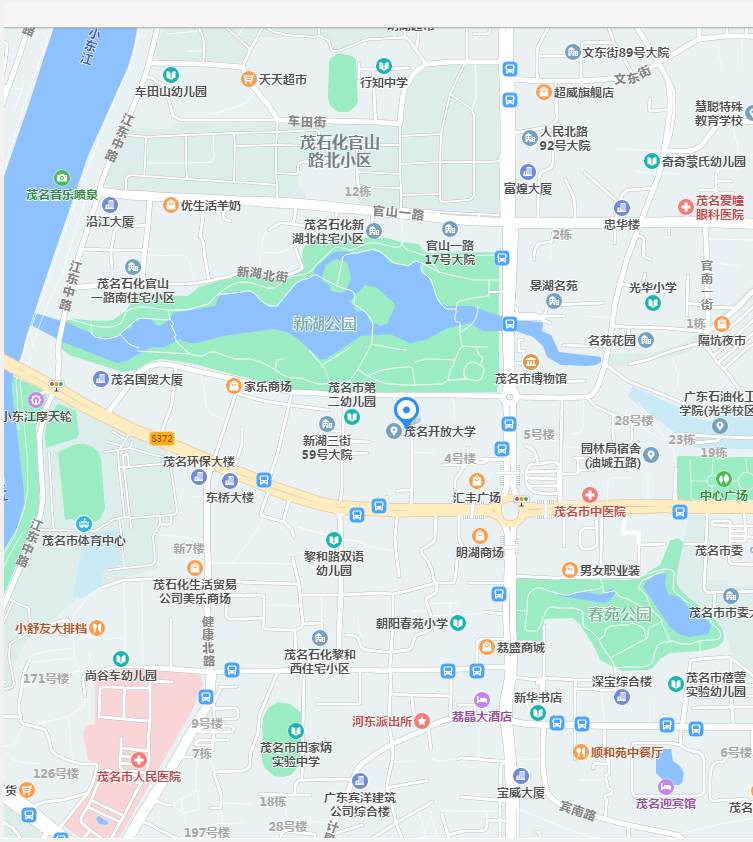 路
小东江
明湖超市
文东街89号大院
文东街
车田山幼儿园
天天超市
行知中学
超威旗舰店
慧聪特殊
教育学校
江东中路
车田街
茂石化官山
路北小区
人民北路
92号大院
奇奇蒙氏幼儿园
茂名音乐喷泉
12栋
富煌大厦
沿江大厦
优生活羊奶
官山一路
忠华楼
茂名爱瞳
眼科医院
茂名石化新
湖北住宅小区
官山一路
17号大院
2栋
江东中路
茂名石化官山
一路南住宅小区
新湖北街
景湖名苑
光华小学
官南一街
新湖公园
名苑花园
1栋
隔坑夜市
茂名国贸大厦
家乐商场
茂名市第
二幼儿园
茂名市博物馆
小东江摩天轮
广东石油化工
学院(光华校区
S372
新湖三街
59号大院
茂名开放大学
5号楼
28号楼
23栋
19栋
茂名环保大楼
4号楼
园林局宿舍
(油城五路)
东桥大楼
汇丰广场
中心广场
茂名市中医院
江东中路
茂名市体育中心
新7楼
黎和路双语
幼儿园
明湖商场
茂名市委
茂石化生活贸易
公司美乐商场
男女职业装
茂名市市委大
春苑公园
小舒友大排档
健康北路
朝阳春苑小学
尚谷车幼儿园
茂名石化黎和
西住宅小区
荔盛商城
171号楼
深宝综合楼
茂名市蓓蕾
实验幼儿园
新华书店
荔晶大酒店
河东派出所
9号楼
7栋
茂名市田家炳
实验中学
顺和苑中餐厅
6号楼
126号楼
茂名市人民医院
货
广东宾洋建筑
公司综合楼
宝威大厦
茂名迎宾馆
18栋
宾南路
茂名
197号楼
28号楼
计